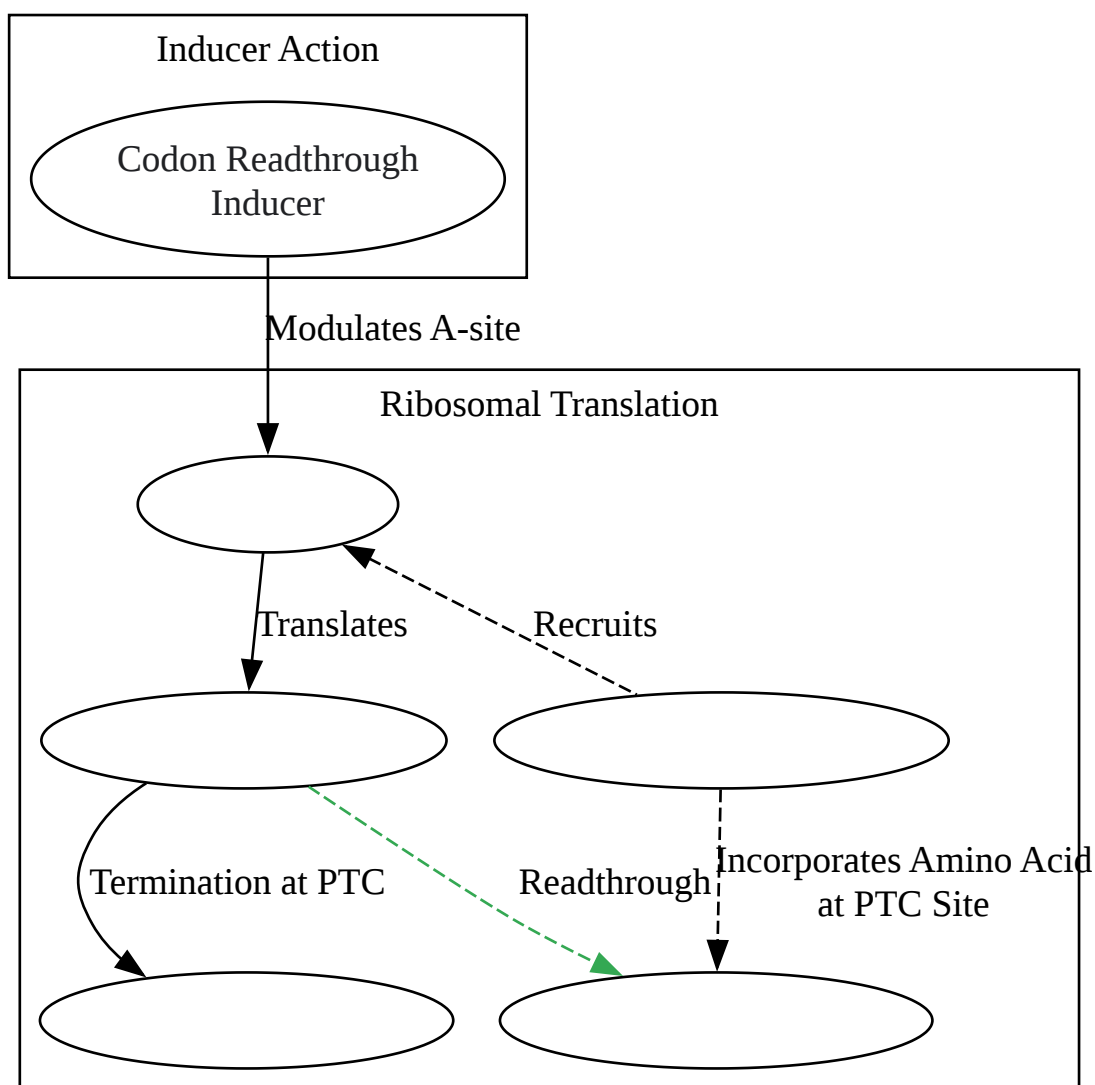 Inducer Action
Codon Readthrough
Inducer
Modulates A-site
Ribosomal Translation
Translates
Recruits
Termination at PTC
Readthrough
Incorporates Amino Acid
at PTC Site